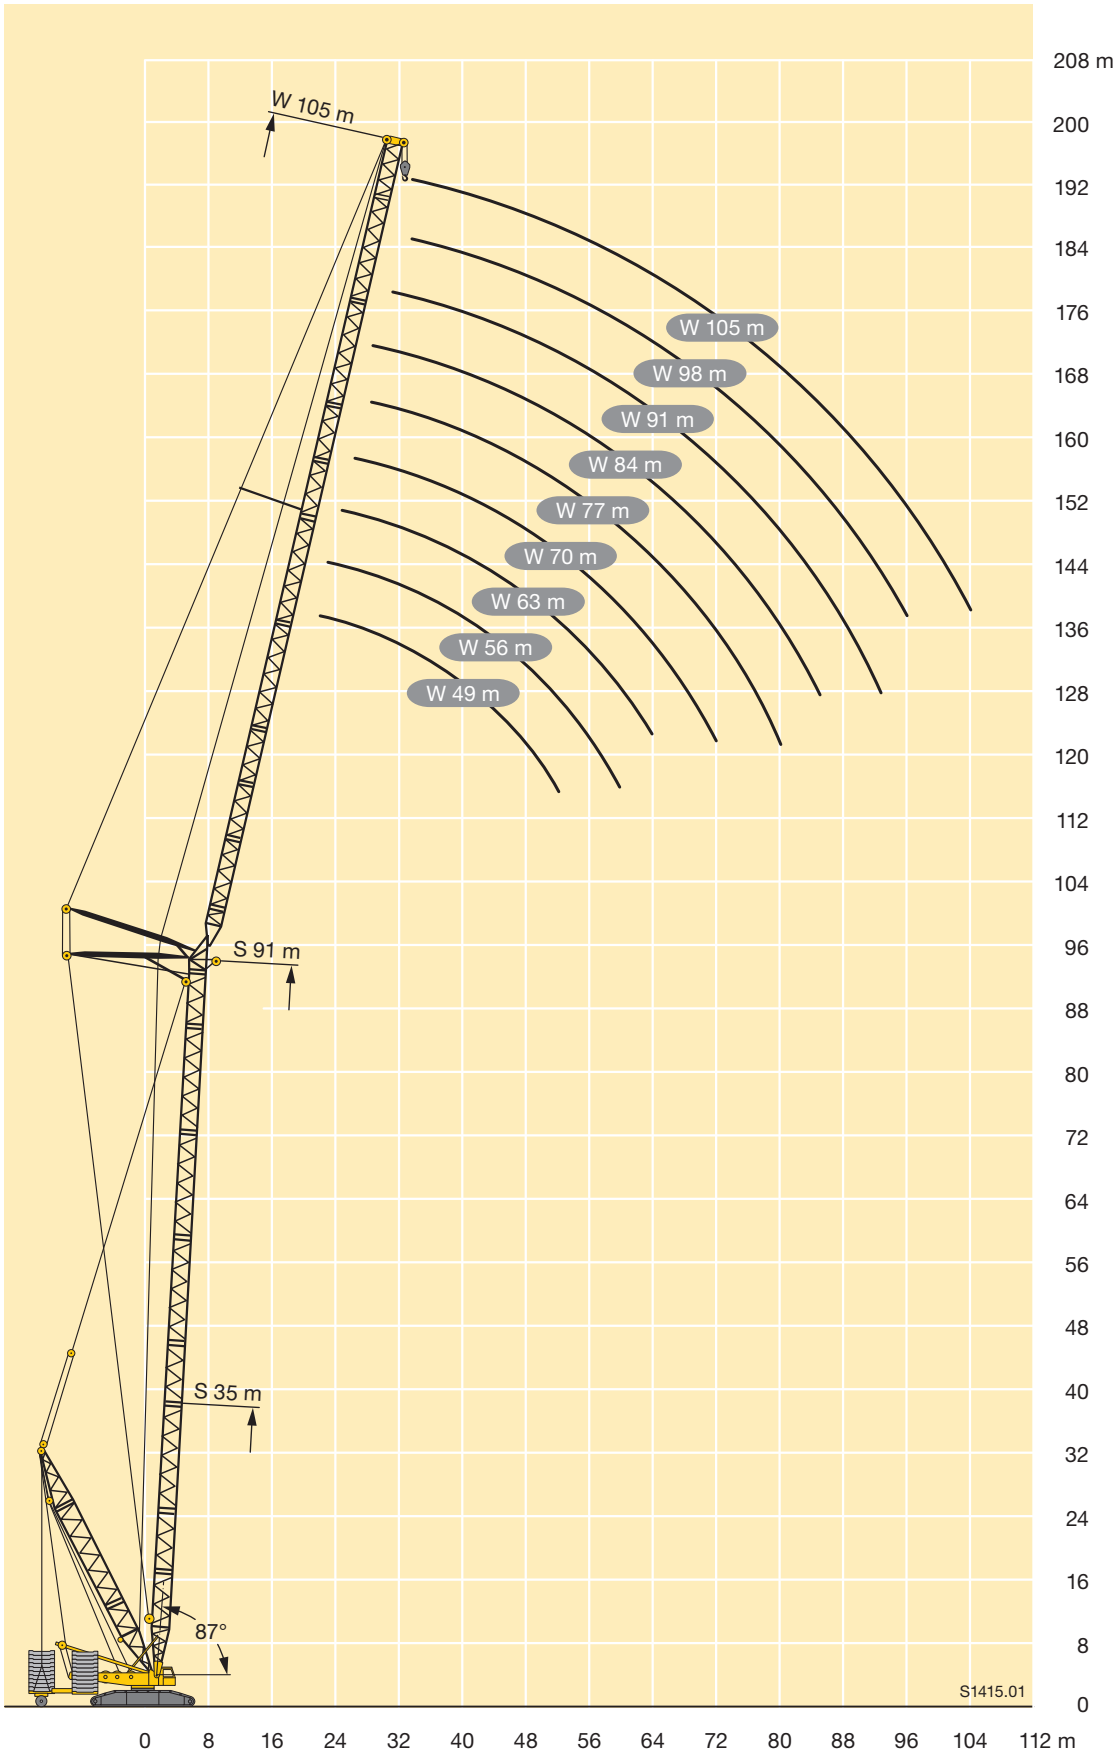 208 m
W 105 m
200
192
184
176
W 105 m
168
W 98 m
W 91 m
160
W 84 m
152
W 77 m
144
W 70 m
W 63 m
136
W 56 m
128
W 49 m
120
112
104
96
S 91 m
88
80
72
64
56
48
40
S 35 m
32
24
16
87°
8
S1415.01
0
0 8 16 24 32 40 48 56 64 72 80 88 96 104 112 m